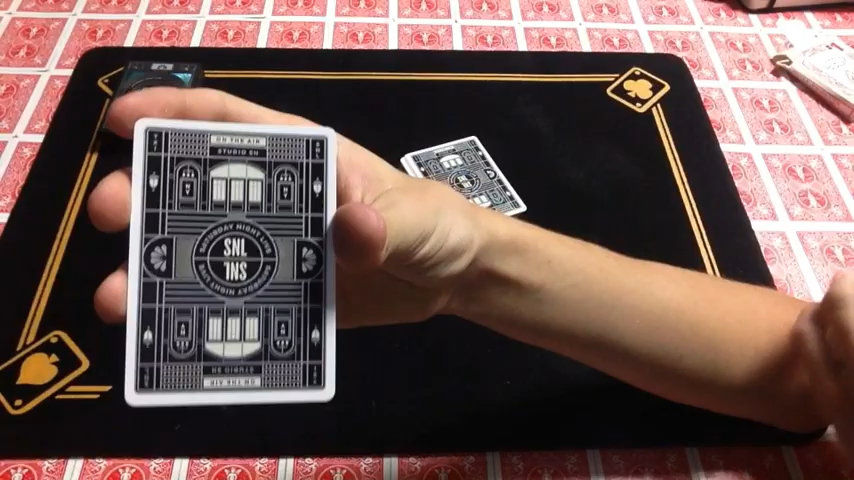 ON THE AIR
STUDIO 8H
SATURDAY NIGHT LIVE
SNL
SNL
SATURDAY NIGHT LIVE
STUDIO 8H
ON THE AIR